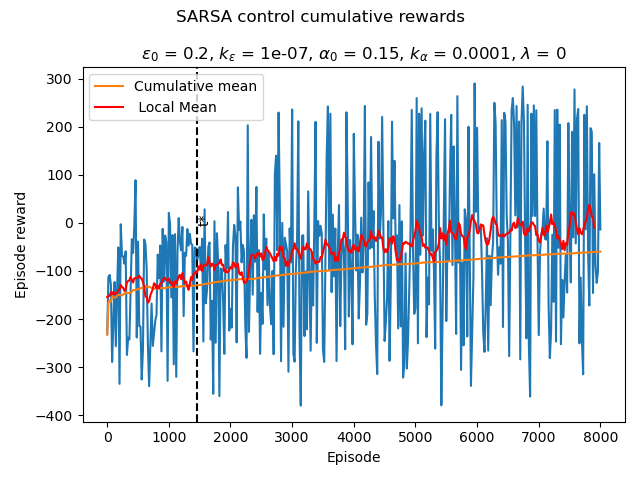 SARSA control cumulative rewards
ε₀ = 0.2, kε = 1e-07, α₀ = 0.15, kα = 0.0001, λ = 0
Cumulative mean
Local Mean
Episode reward
300
200
100
0
−100
−200
−300
−400
0
1000
2000
3000
4000
5000
6000
7000
8000
Episode